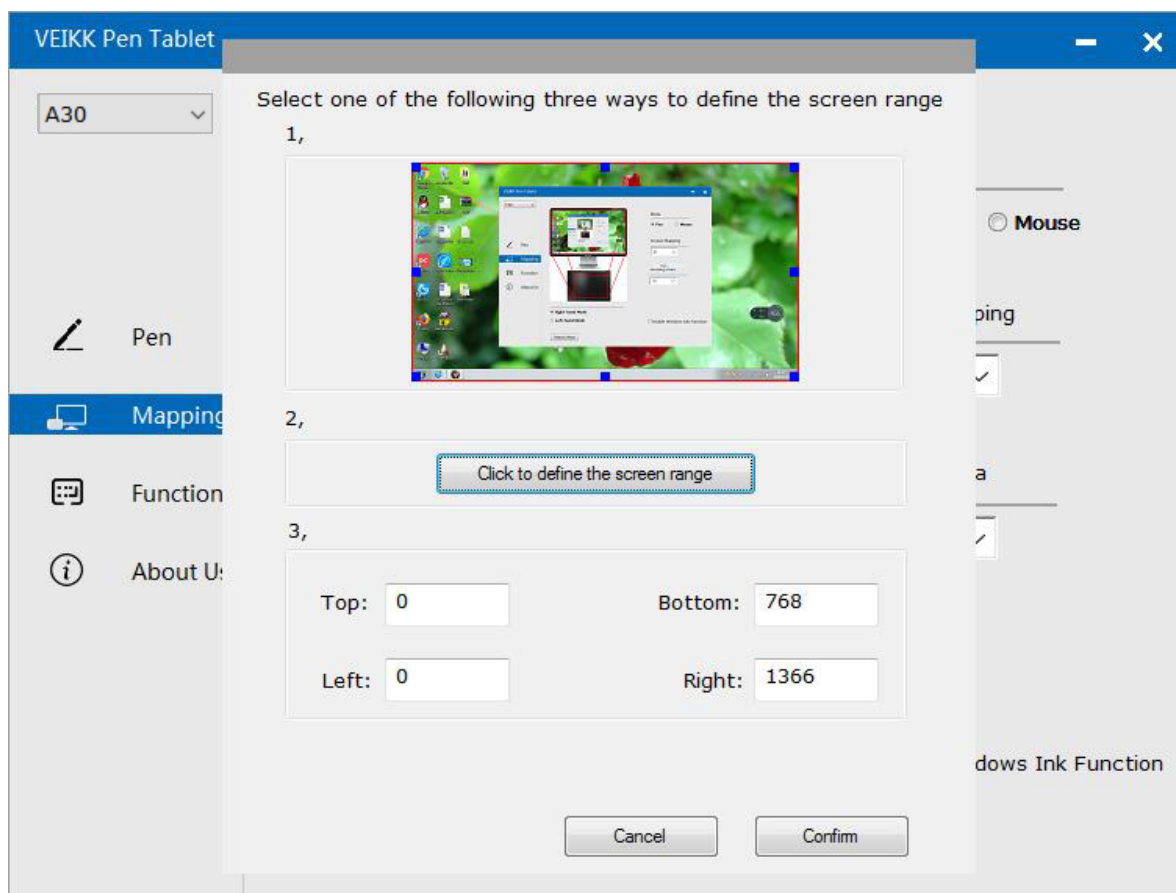 VEIKK Pen Tablet
Select one of the following three ways to define the screen range
A30
1,
Mouse
ping
Pen
Mapping
2,
Click to define the screen range
a
Function
3,
About U
Top: 0
Bottom: 768
Left: 0
Right: 1366
dows Ink Function
Cancel
Confirm